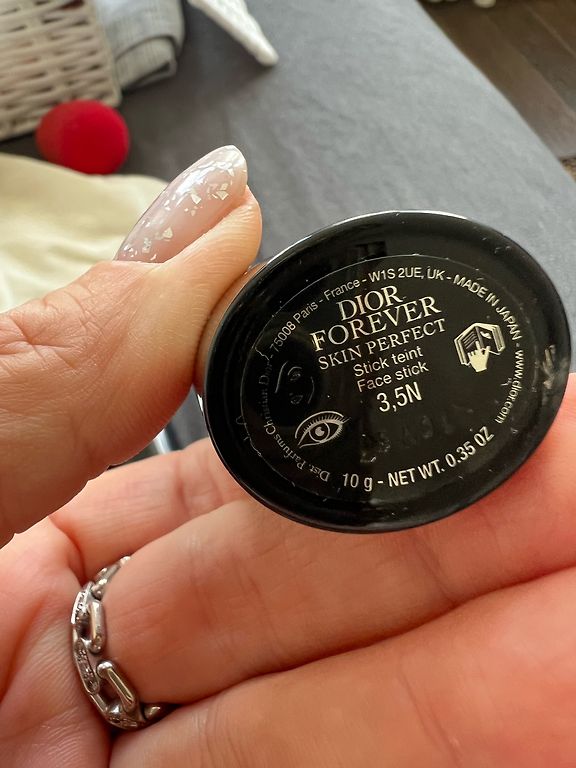 Dist. Parfums Christian Dior - 75008 Paris - France - W1S 2UE, UK - MADE IN JAPAN - www.dior.com
DIOR
FOREVER
SKIN PERFECT
Stick teint
Face stick
3,5N
10 g - NET WT. 0.35 OZ